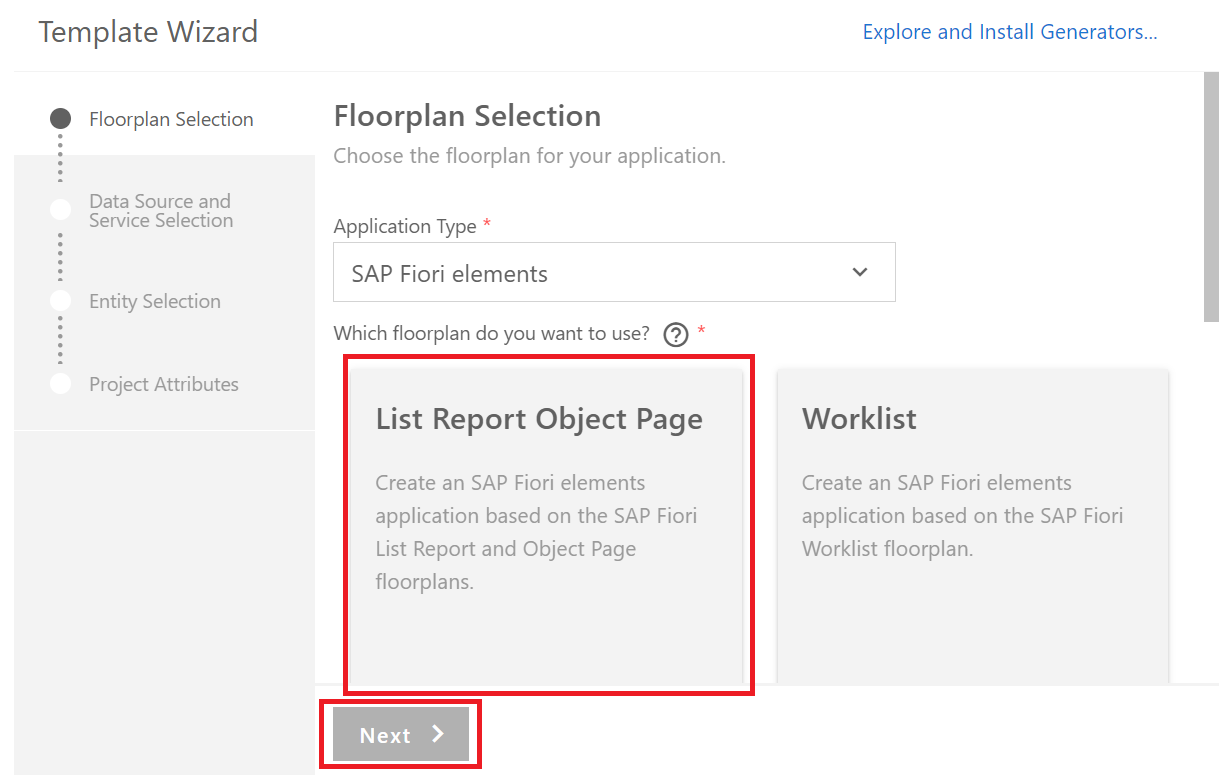 Template Wizard
Explore and Install Generators...
Floorplan Selection
Data Source and
Service Selection
Entity Selection
Project Attributes
Floorplan Selection
Choose the floorplan for your application.
Application Type *
SAP Fiori elements
Which floorplan do you want to use? ? *
List Report Object Page
Create an SAP Fiori elements
application based on the SAP Fiori
List Report and Object Page
floorplans.
Worklist
Create an SAP Fiori elements
application based on the SAP Fiori
Worklist floorplan.
Next